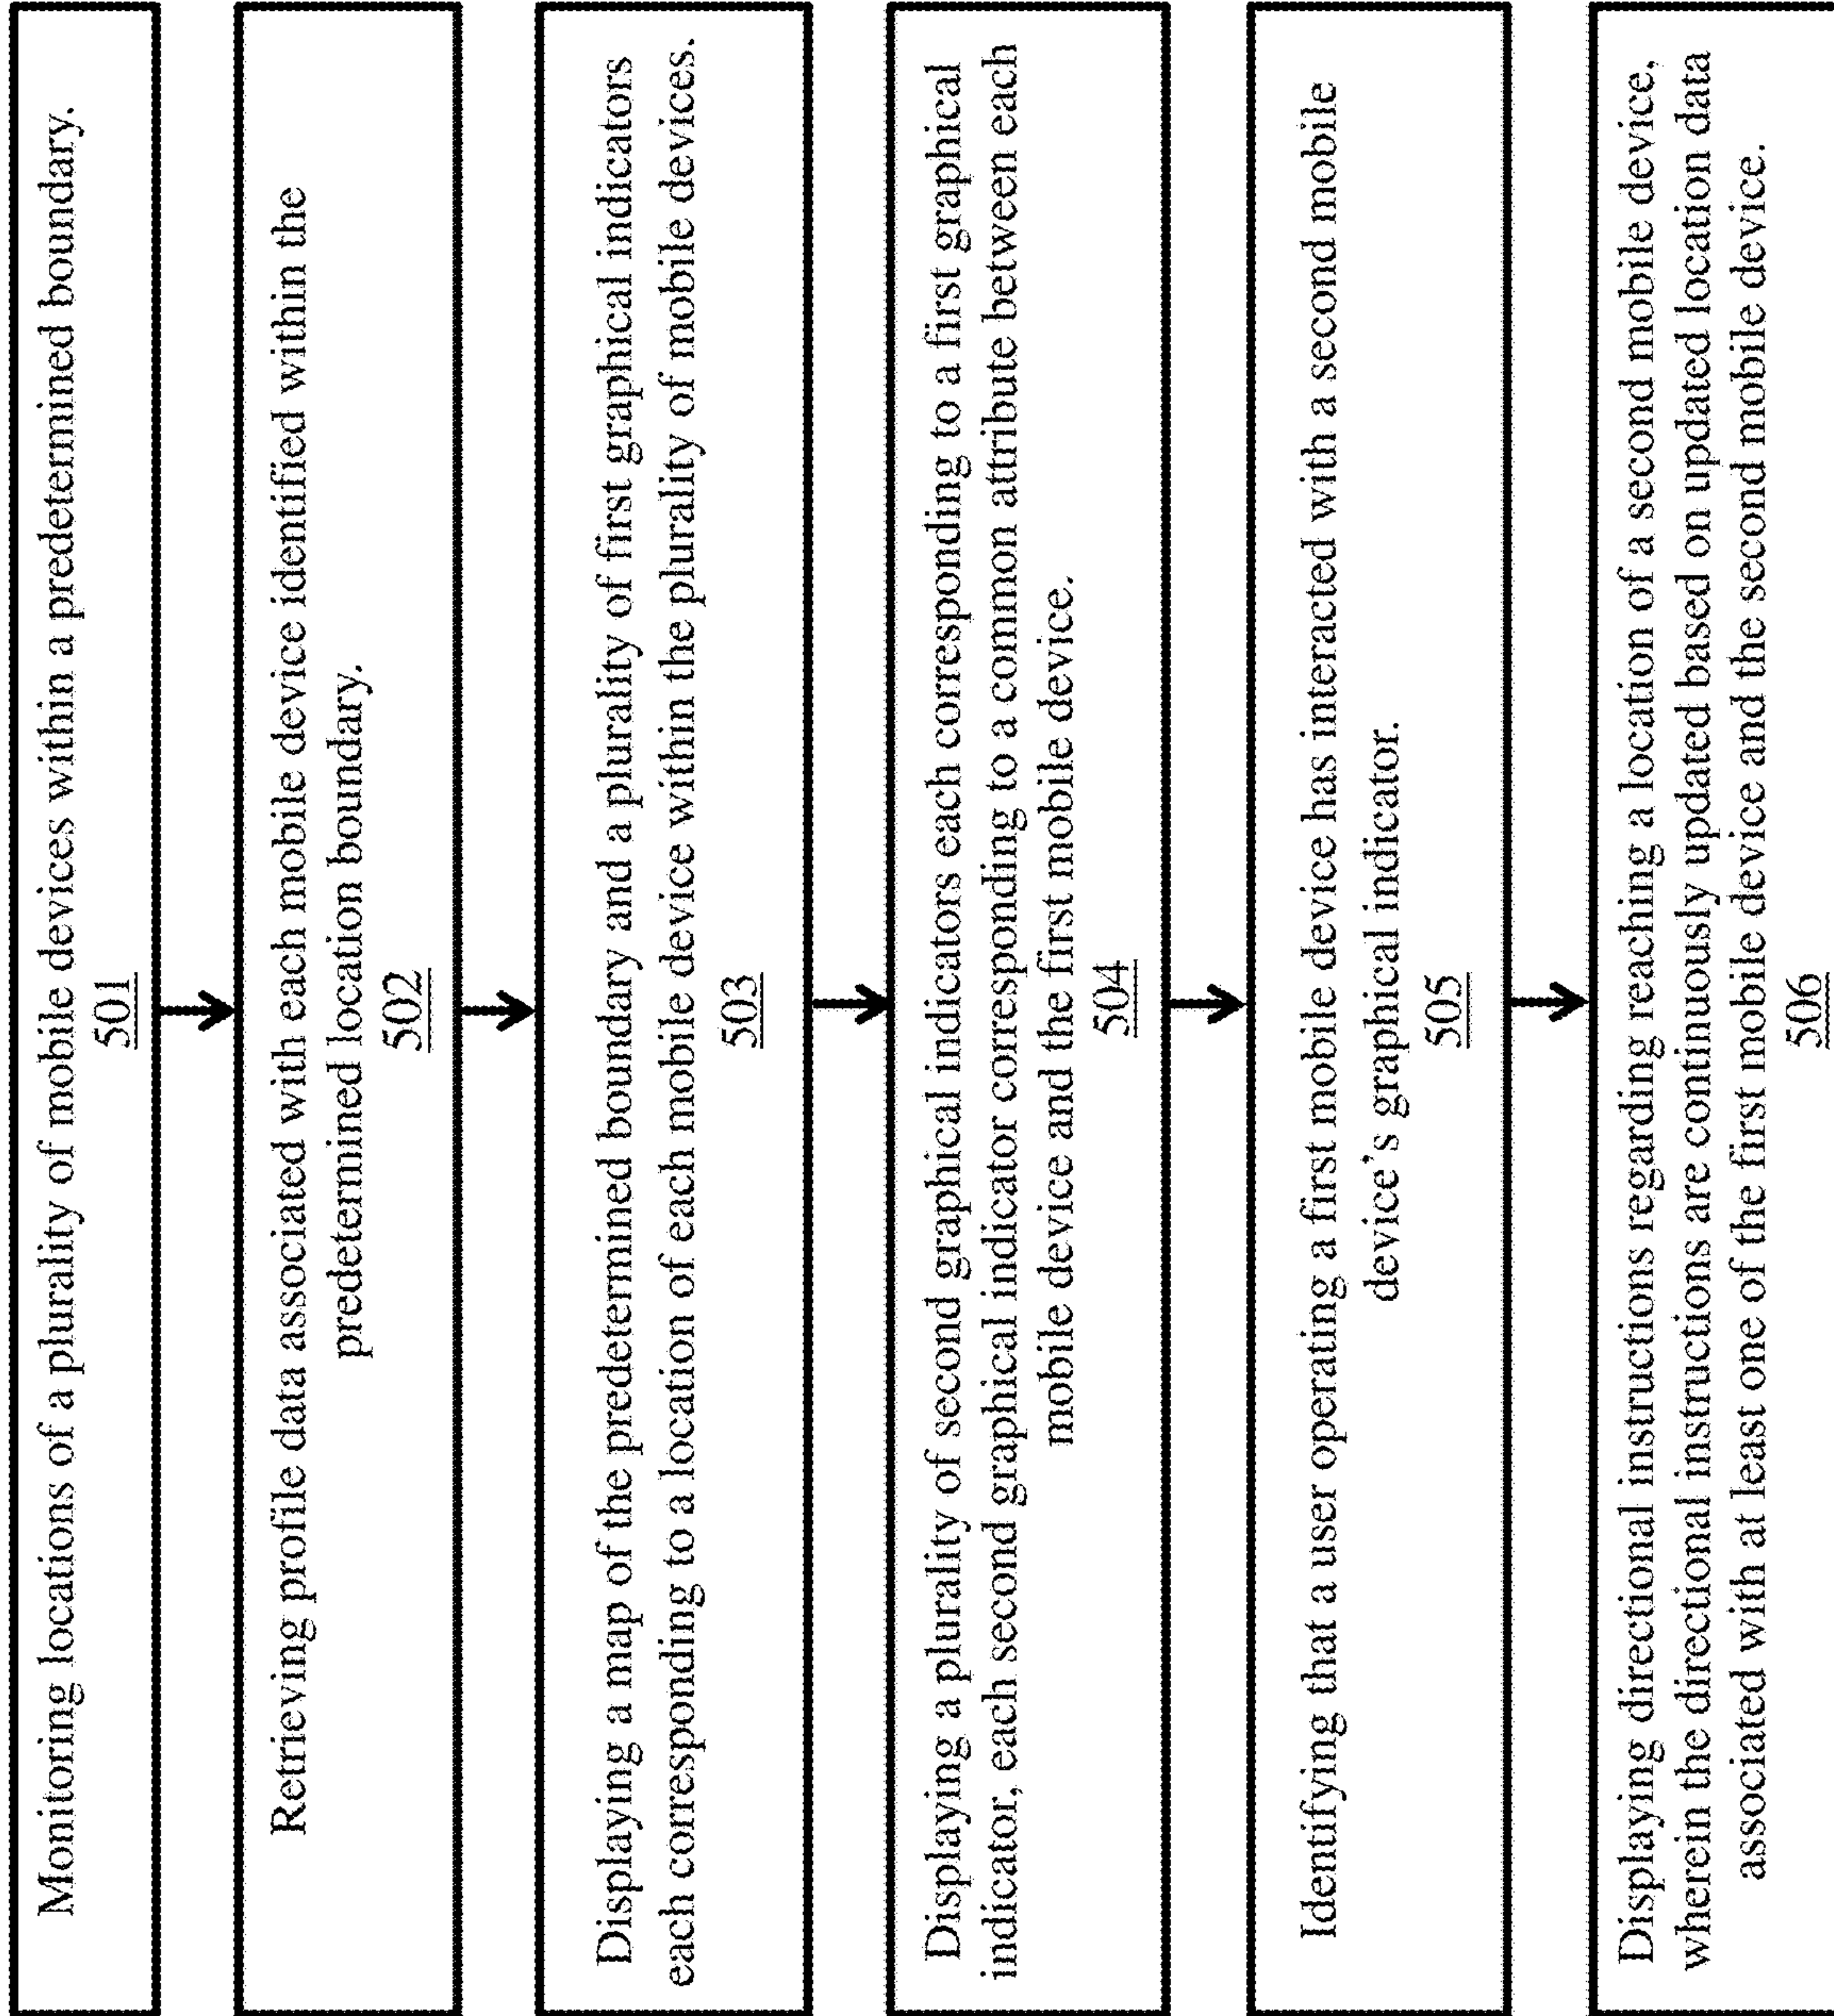 Monitoring locations of a plurality of mobile devices within a predetermined boundary.
501
Retrieving profile data associated with each mobile device identified within the
predetermined location boundary.
502
Displaying a map of the predetermined boundary and a plurality of first graphical indicators
each corresponding to a location of each mobile device within the plurality of mobile devices.
503
Displaying a plurality of second graphical indicators each corresponding to a first graphical
indicator, each second graphical indicator corresponding to a common attribute between each
mobile device and the first mobile device.
504
Identifying that a user operating a first mobile device has interacted with a second mobile
device's graphical indicator.
505
Displaying directional instructions regarding reaching a location of a second mobile device,
wherein the directional instructions are continuously updated based on updated location data
associated with at least one of the first mobile device and the second mobile device.
506